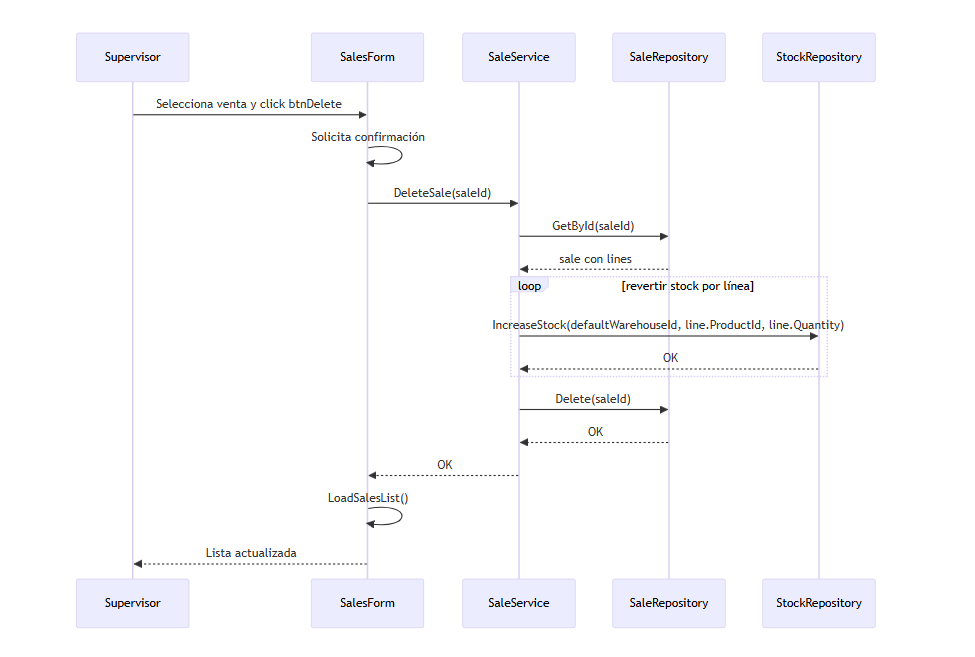 Supervisor
SalesForm
SaleService
SaleRepository
StockRepository
Selecciona venta y click btnDelete
Solicita confirmación
DeleteSale(saleId)
GetById(saleId)
sale con lines
loop
[revertir stock por línea]
IncreaseStock(defaultWarehouseId, line.ProductId, line.Quantity)
OK
Delete(saleId)
OK
OK
LoadSalesList()
Lista actualizada
Supervisor
SalesForm
SaleService
SaleRepository
StockRepository